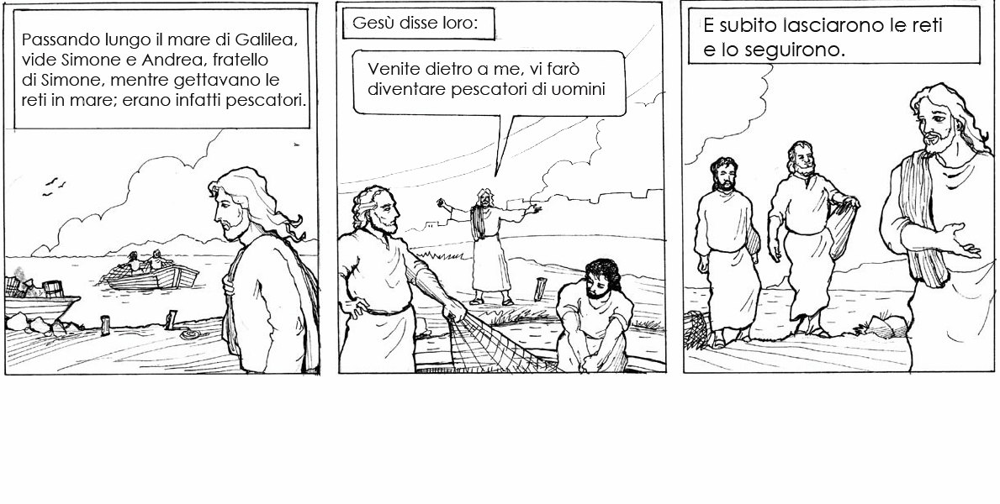 Passando lungo il mare di Galilea,
vide Simone e Andrea, fratello
di Simone, mentre gettavano le
reti in mare; erano infatti pescatori.
Gesù disse loro:
Venite dietro a me, vi farò
diventare pescatori di uomini
E subito lasciarono le reti
e lo seguirono.